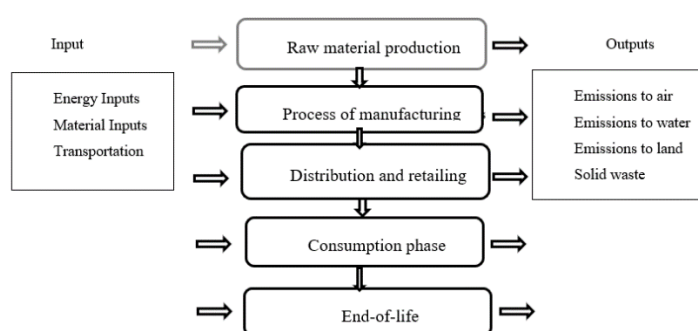 Input
Raw material production
Outputs
Energy Inputs
Material Inputs
Transportation
Process of manufacturing
Emissions to air
Emissions to water
Emissions to land
Solid waste
Distribution and retailing
Consumption phase
End-of-life